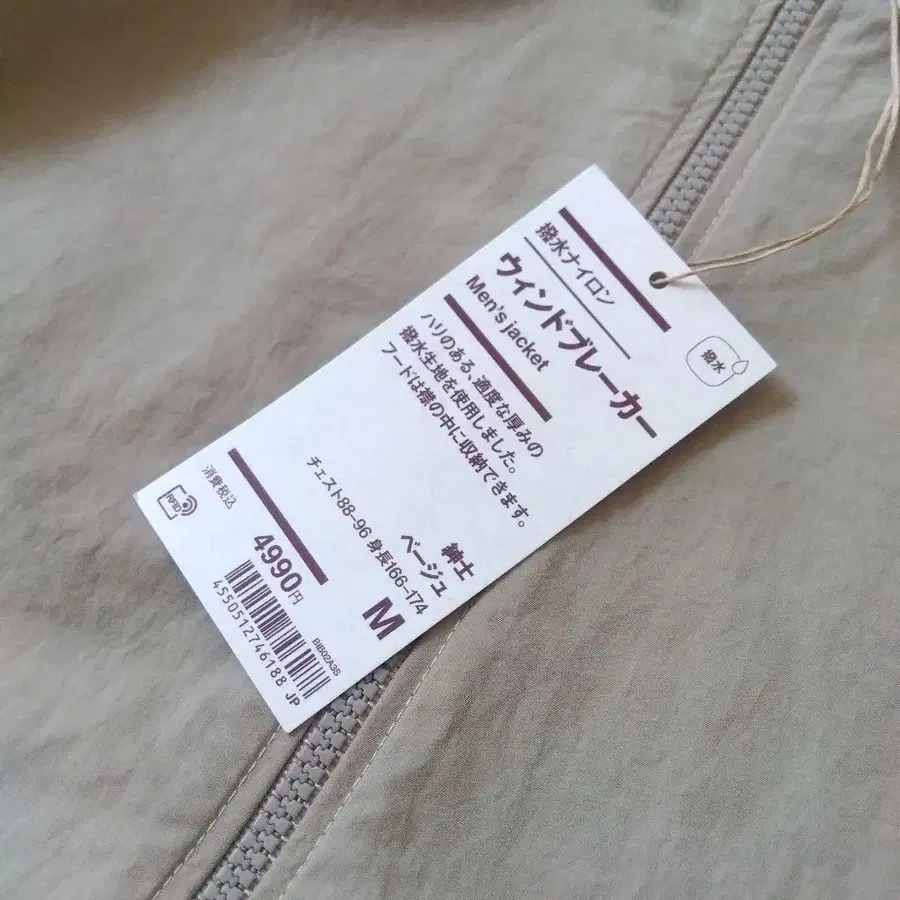 撥水ナイロン
ウィンドブレーカー
Men's jacket
撥水
ハリのある、適度な厚みの
撥水生地を使用しました。
フードは襟の中に収納できます。
紳士
ベージュ
チェスト88-96 身長166-174
M
消費税込
4990円
RFID
BIB02A3S
4550512746188 JP